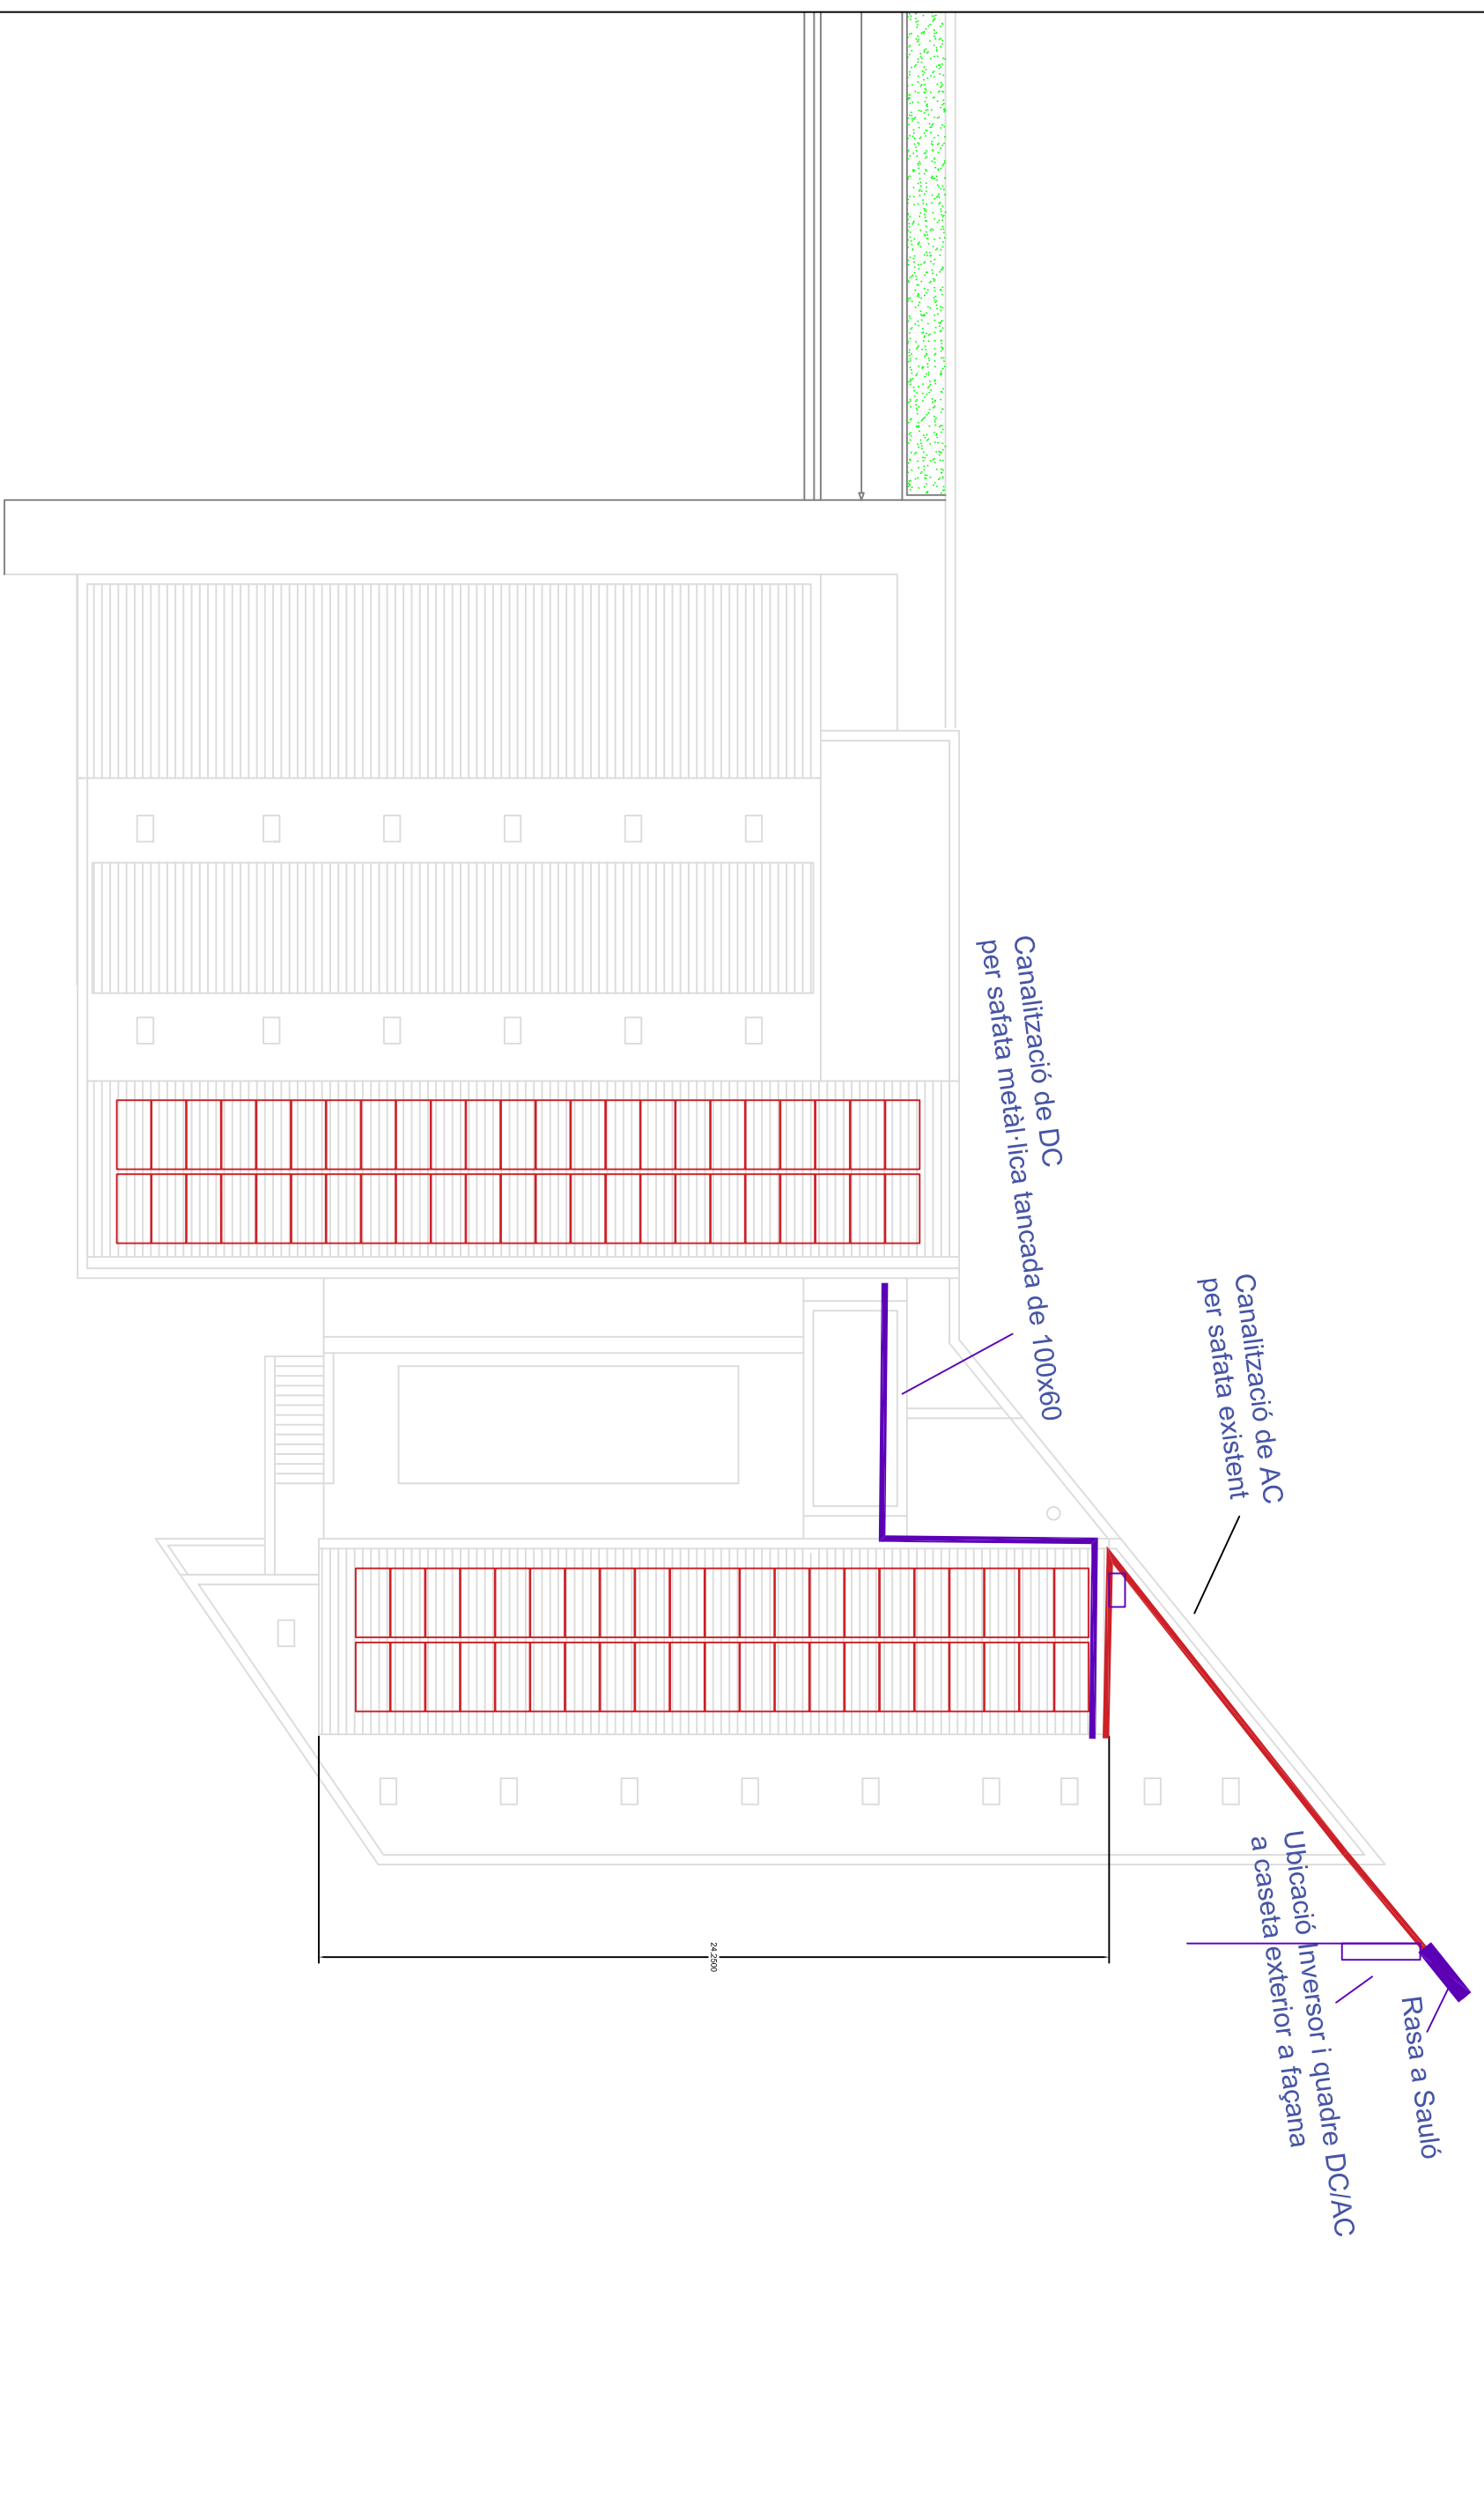 Canalització de DC
per safata metàl·lica tancada de 100x60
Canalització de AC
per safata existent
Ubicació Inversor i quadre DC/AC
a caseta exterior a façana
Rasa a Sauló
24.2500